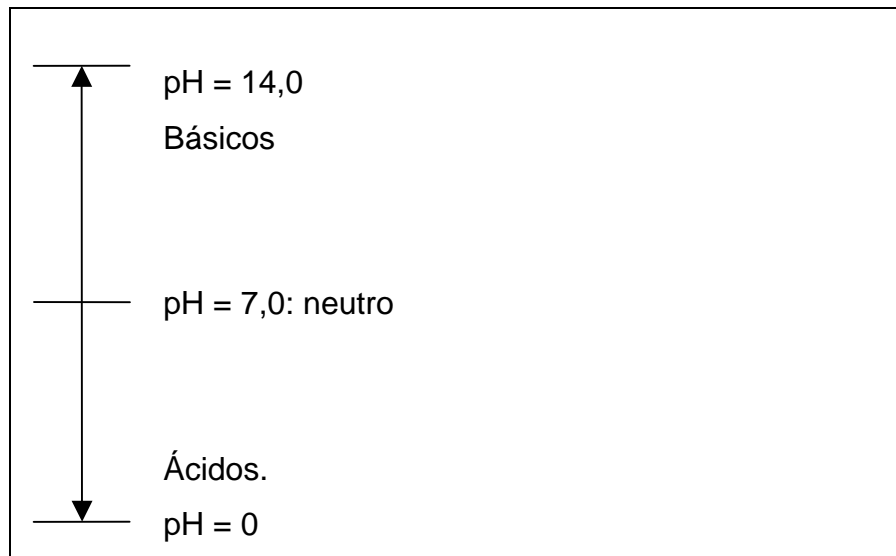 pH = 14,0
Básicos
pH = 7,0: neutro
Ácidos.
pH = 0